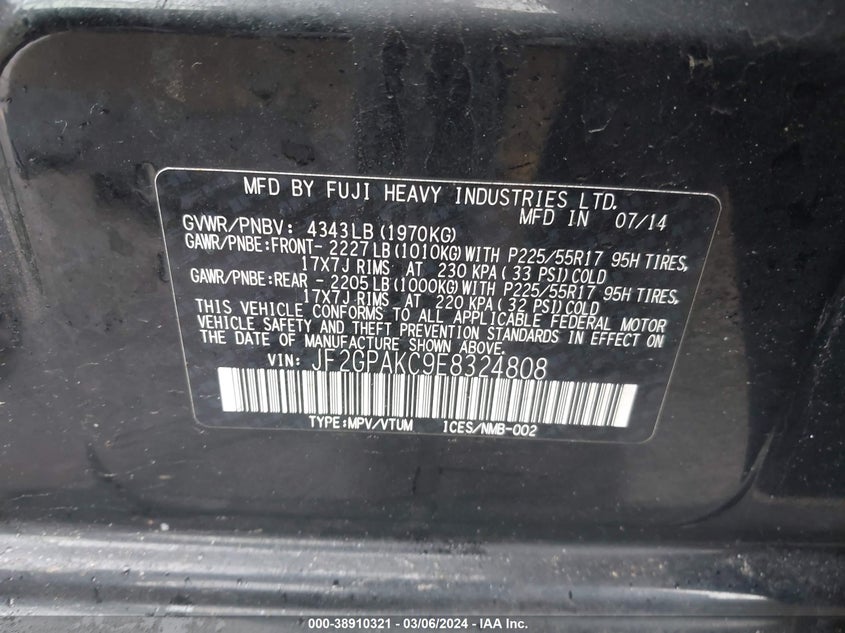 MFD BY FUJI HEAVY INDUSTRIES LTD.
MFD IN 07/14
GVWR/PNBV: 4343LB(1970KG)
GAWR/PNBE:FRONT- 2227LB(1010KG)WITH P225/55R17 95H TIRES,
17X7J RIMS AT 230 KPA(33 PSI)COLD
GAWR/PNBE:REAR - 2205LB(1000KG)WITH P225/55R17 95H TIRES,
17X7J RIMS AT 220 KPA(32 PSI)COLD
THIS VEHICLE CONFORMS TO ALL APPLICABLE FEDERAL MOTOR
VEHICLE SAFETY AND THEFT PREVENTION STANDARDS IN EFFECT ON
THE DATE OF MANUFACTURE SHOWN ABOVE.
VIN: JF2GPAKC9E8324808
TYPE:MPV/VTUM ICES/NMB-002
000-38910321 - 03/06/2024 - IAA Inc.